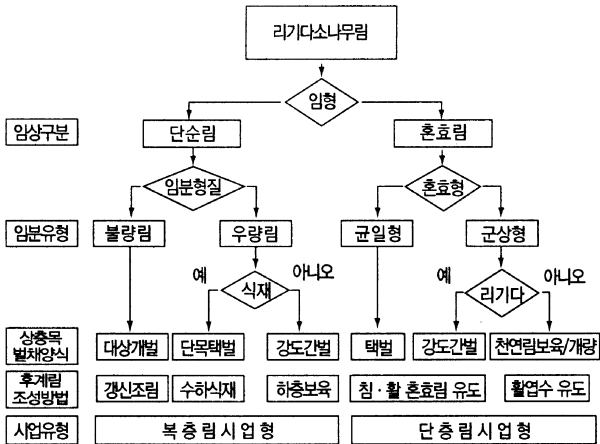 리기다소나무림
임형
임상구분 단순림 혼효림
임분형질 혼효형
임분유형 불량림 우량림 균일형 군상형
예 식재 아니오 예 리기다 아니오
상층목
벌채양식 대상개벌 단목택벌 강도간벌 택벌 강도간벌 천연림보육/개량
후계림
조성방법 갱신조림 수하식재 하층보육 침·활 혼효림 유도 활엽수 유도
사업유형 복층림시업형 단층림시업형